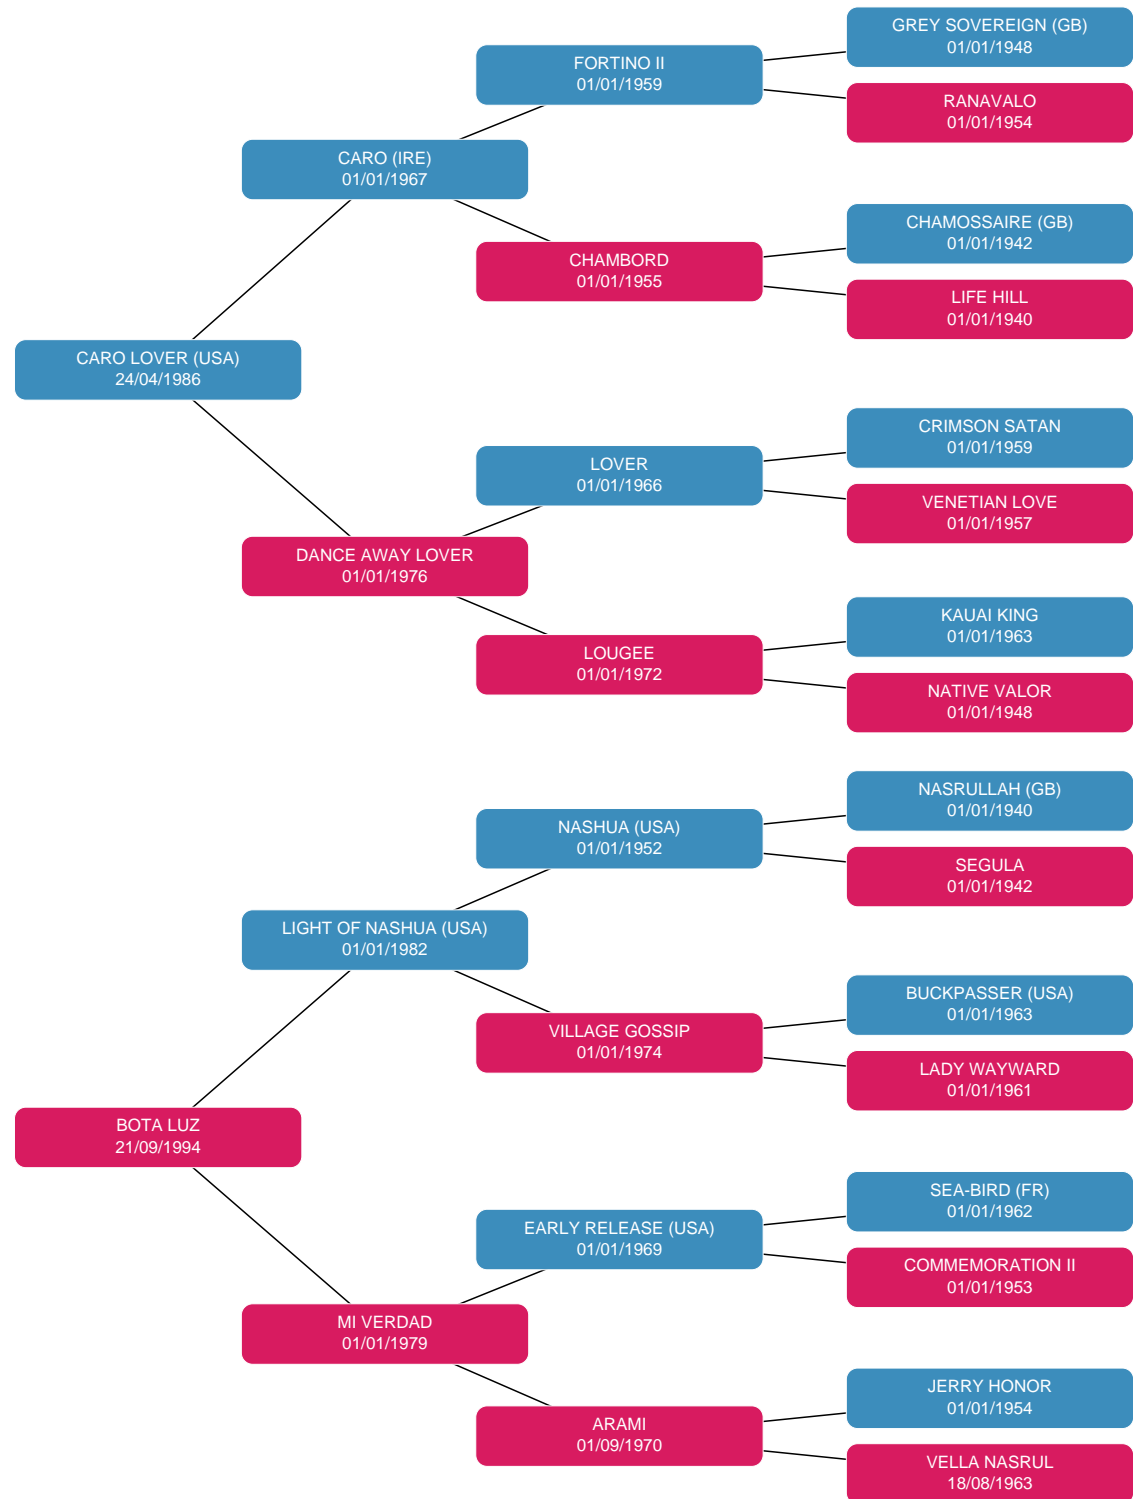 GREY SOVEREIGN (GB)
01/01/1948
FORTINO II
01/01/1959
RANAVALO
01/01/1954
CARO (IRE)
01/01/1967
CHAMOSSAIRE (GB)
01/01/1942
CHAMBORD
01/01/1955
LIFE HILL
01/01/1940
CARO LOVER (USA)
24/04/1986
CRIMSON SATAN
01/01/1959
LOVER
01/01/1966
VENETIAN LOVE
01/01/1957
DANCE AWAY LOVER
01/01/1976
KAUAI KING
01/01/1963
LOUGEE
01/01/1972
NATIVE VALOR
01/01/1948
NASRULLAH (GB)
01/01/1940
NASHUA (USA)
01/01/1952
SEGULA
01/01/1942
LIGHT OF NASHUA (USA)
01/01/1982
BUCKPASSER (USA)
01/01/1963
VILLAGE GOSSIP
01/01/1974
LADY WAYWARD
01/01/1961
BOTA LUZ
21/09/1994
SEA-BIRD (FR)
01/01/1962
EARLY RELEASE (USA)
01/01/1969
COMMEMORATION II
01/01/1953
MI VERDAD
01/01/1979
JERRY HONOR
01/01/1954
ARAMI
01/09/1970
VELLA NASRUL
18/08/1963